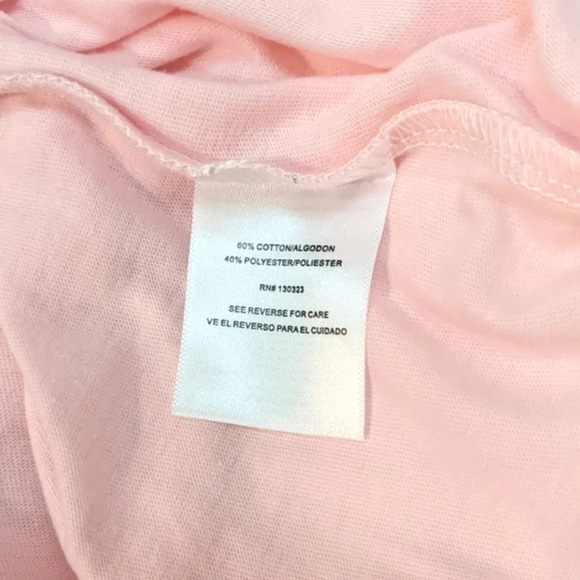 60% COTTON/ALGODON
40% POLYESTER/POLIESTER
RN# 130323
SEE REVERSE FOR CARE
VE EL REVERSO PARA EL CUIDADO